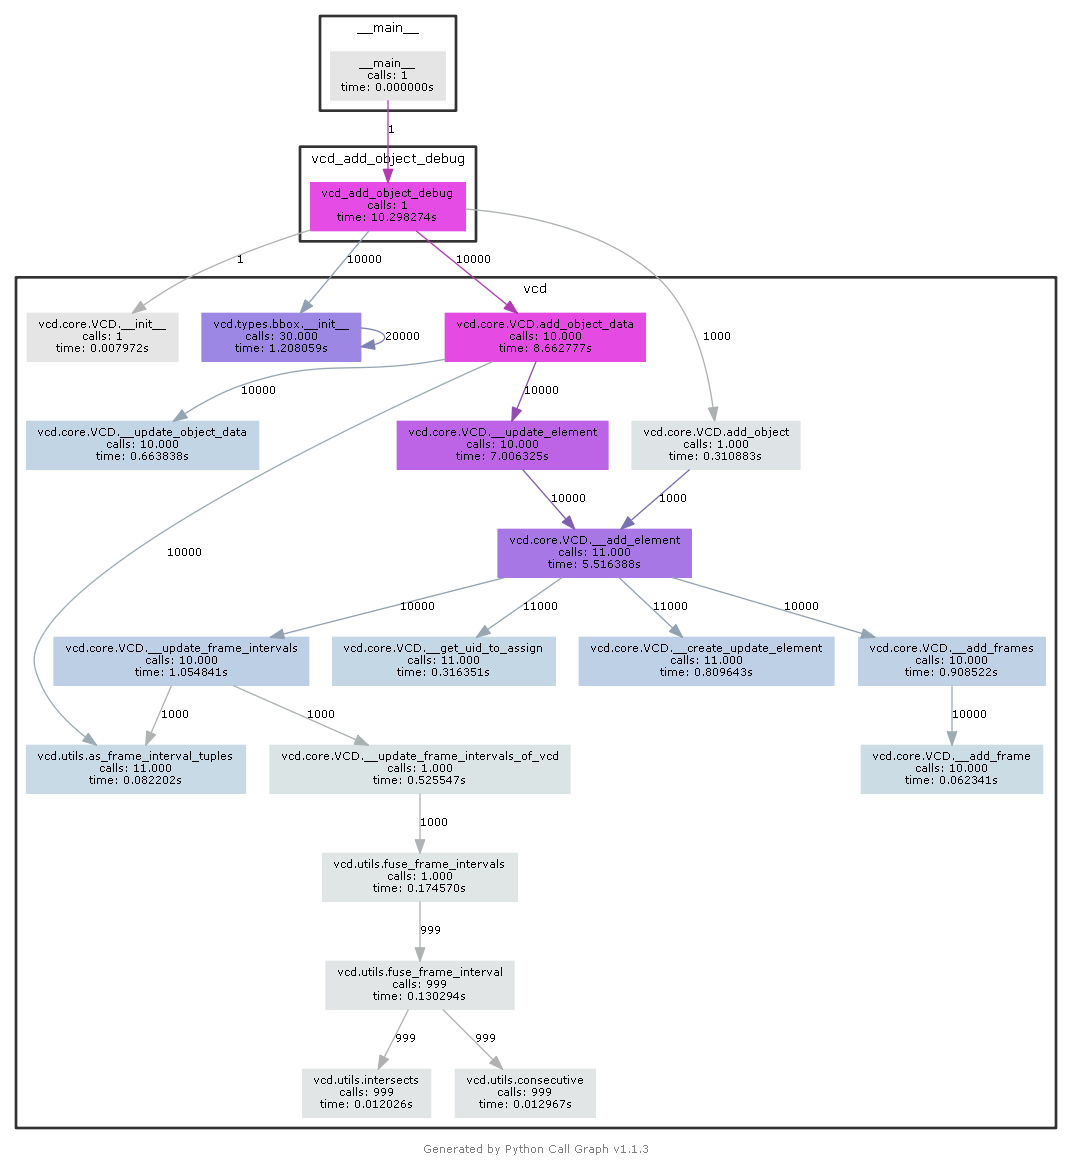 __main__
__main__
calls: 1
time: 0.000000s
1
vcd_add_object_debug
vcd_add_object_debug
calls: 1
time: 10.298274s
1
10000
10000
1000
vcd
vcd.core.VCD.__init__
calls: 1
time: 0.007972s
vcd.types.bbox.__init__
calls: 30.000
time: 1.208059s
20000
vcd.core.VCD.add_object_data
calls: 10.000
time: 8.662777s
10000
10000
10000
vcd.core.VCD.__update_object_data
calls: 10.000
time: 0.663838s
vcd.core.VCD.__update_element
calls: 10.000
time: 7.006325s
vcd.core.VCD.add_object
calls: 1.000
time: 0.310883s
10000
1000
vcd.core.VCD.__add_element
calls: 11.000
time: 5.516388s
10000
11000
11000
10000
vcd.core.VCD.__update_frame_intervals
calls: 10.000
time: 1.054841s
vcd.core.VCD.__get_uid_to_assign
calls: 11.000
time: 0.316351s
vcd.core.VCD.__create_update_element
calls: 11.000
time: 0.809643s
vcd.core.VCD.__add_frames
calls: 10.000
time: 0.908522s
1000
1000
10000
vcd.utils.as_frame_interval_tuples
calls: 11.000
time: 0.082202s
vcd.core.VCD.__update_frame_intervals_of_vcd
calls: 1.000
time: 0.525547s
vcd.core.VCD.__add_frame
calls: 10.000
time: 0.062341s
1000
vcd.utils.fuse_frame_intervals
calls: 1.000
time: 0.174570s
999
vcd.utils.fuse_frame_interval
calls: 999
time: 0.130294s
999
999
vcd.utils.intersects
calls: 999
time: 0.012026s
vcd.utils.consecutive
calls: 999
time: 0.012967s
Generated by Python Call Graph v1.1.3